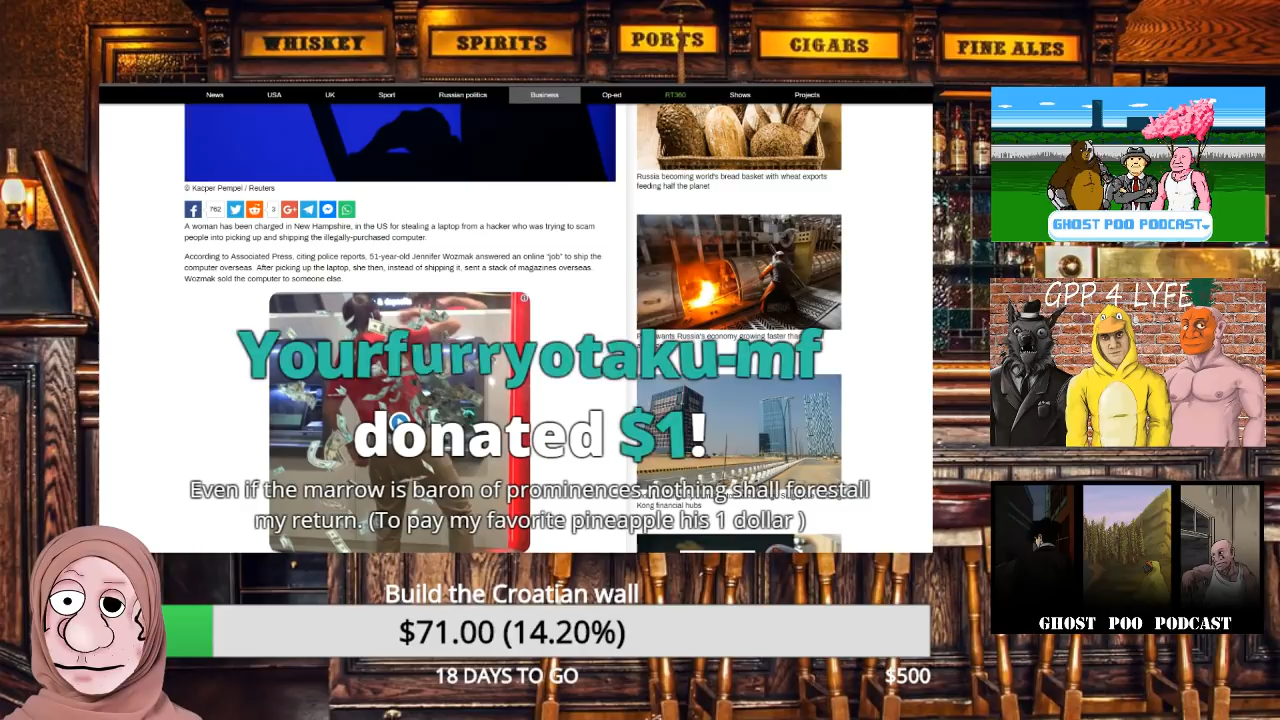 WHISKEY
SPIRITS
PORTS
CIGARS
FINE ALES
News USA UK Sport Russian politics Business Op-ed RT360 Shows Projects
© Kacper Pempel / Reuters
762
3
A woman has been charged in New Hampshire, in the US for stealing a laptop from a hacker who was trying to scam
people into picking up and shipping the illegally-purchased computer.
According to Associated Press, citing police reports, 51-year-old Jennifer Wozmak answered an online "job" to ship the
computer overseas. After picking up the laptop, she then, instead of shipping it, sent a stack of magazines overseas.
Wozmak sold the computer to someone else.
& deposits
Russia becoming world's bread basket with wheat exports
feeding half the planet
wants Russia's economy growing faster than
Kong financial hubs
Yourfurryotaku-mf
donated $1!
Even if the marrow is baron of prominences nothing shall forestall
my return. (To pay my favorite pineapple his 1 dollar )
Build the Croatian wall
$71.00 (14.20%)
18 DAYS TO GO
$500
GHOST POO PODCAST
GPP 4 LYFE
GHOST POO PODCAST